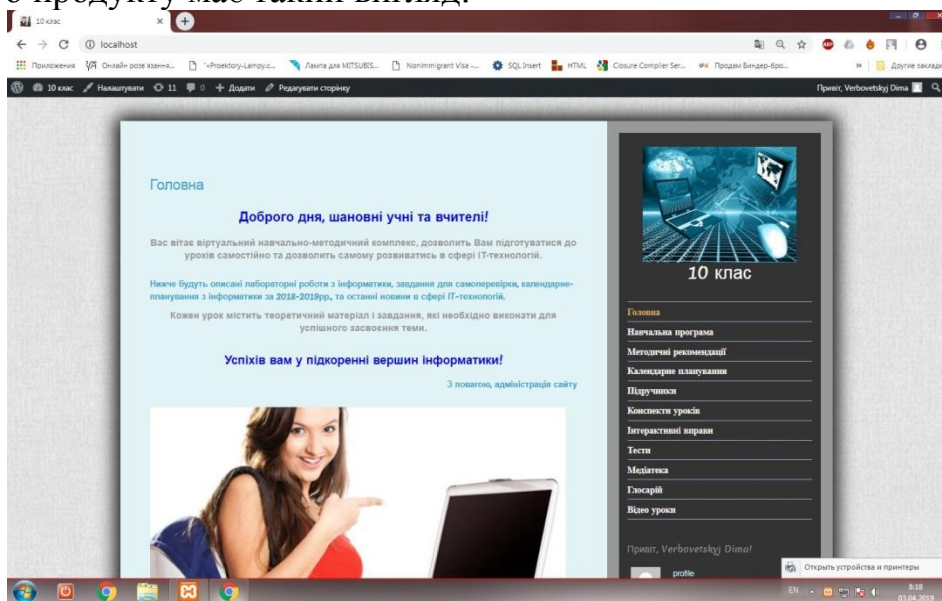 о продукту має такий вигляд:
10 клас
localhost
Приложения Онлайн розв'язання... "«Proektory-Lampy.c... Лампа для MITSUBIS... Nonimmigrant Visa -... SQL Insert HTML Closure Compiler Ser... Продам Биндер-бро... » Другие закладк
10 клас Налаштувати 11 0 Додати Редагувати сторінку Привіт, Verbovetskyj Dima
Головна
Доброго дня, шановні учні та вчителі!
Вас вітає віртуальний навчально-методичний комплекс, дозволить Вам підготуватися до
уроків самостійно та дозволить самому розвиватись в сфері ІТ-технологій.
Нижче будуть описані лабораторні роботи з інформатики, завдання для самоперевірки, календарне-
планування з інформатики за 2018-2019рр., та останні новини в сфері ІТ-технологій.
Кожен урок містить теоретичний матеріал і завдання, які необхідно виконати для
успішного засвоєння теми.
Успіхів вам у підкоренні вершин інформатики!
З повагою, адміністрація сайту
10 клас
Головна
Навчальна програма
Методичні рекомендації
Календарне планування
Підручники
Конспекти уроків
Інтерактивні вправи
Тести
Медіатека
Глосарій
Відео уроки
Привіт, Verbovetskyj Dima!
profile
Открыть устройства и принтеры
EN 8:18
03.04.2019